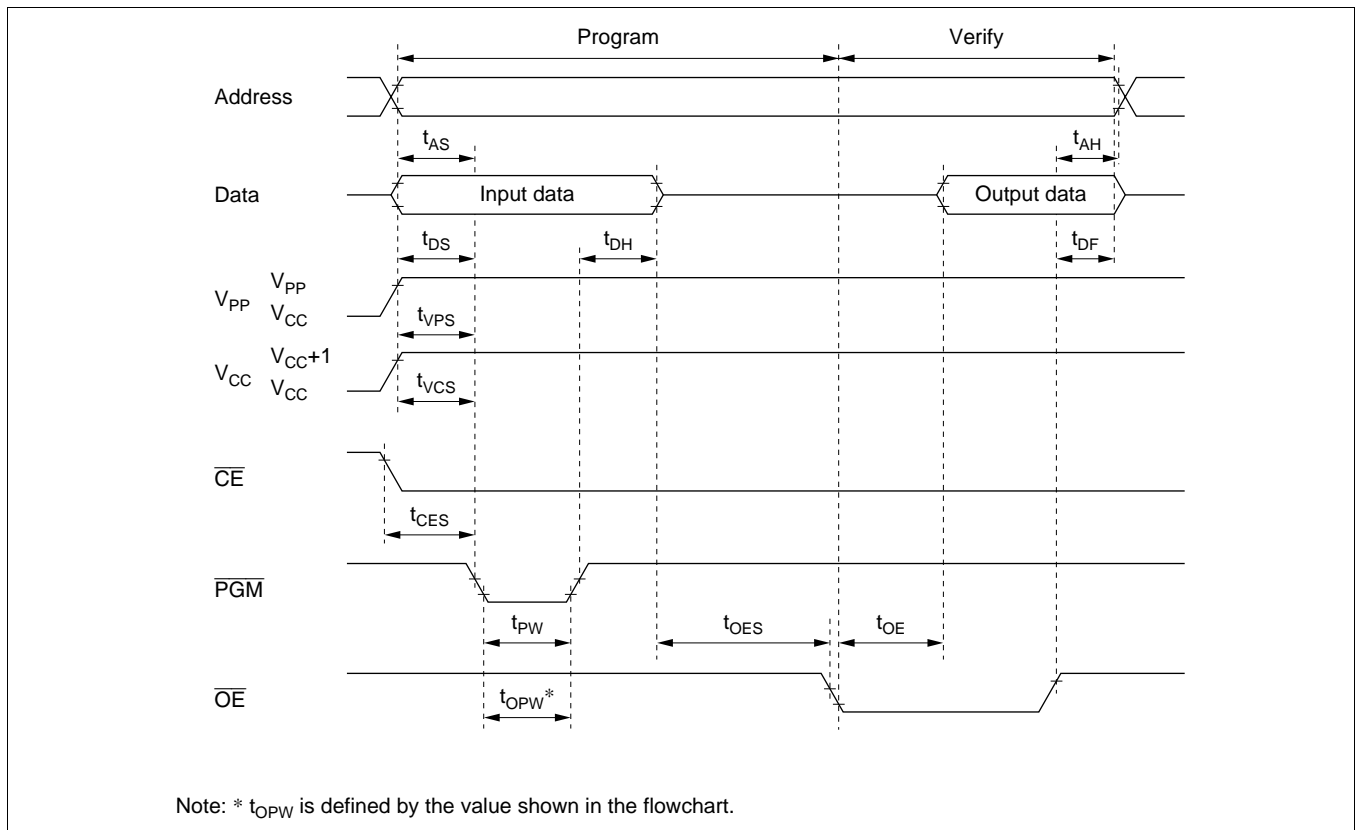 Program Verify
Address
tAS tAH
Data Input data Output data
tDS tDH tDF
VPP VPP
VCC
tVPS
VCC VCC+1
VCC
tVCS
CE
tCES
PGM
tPW tOES tOE
OE
tOPW*
Note: * tOPW is defined by the value shown in the flowchart.